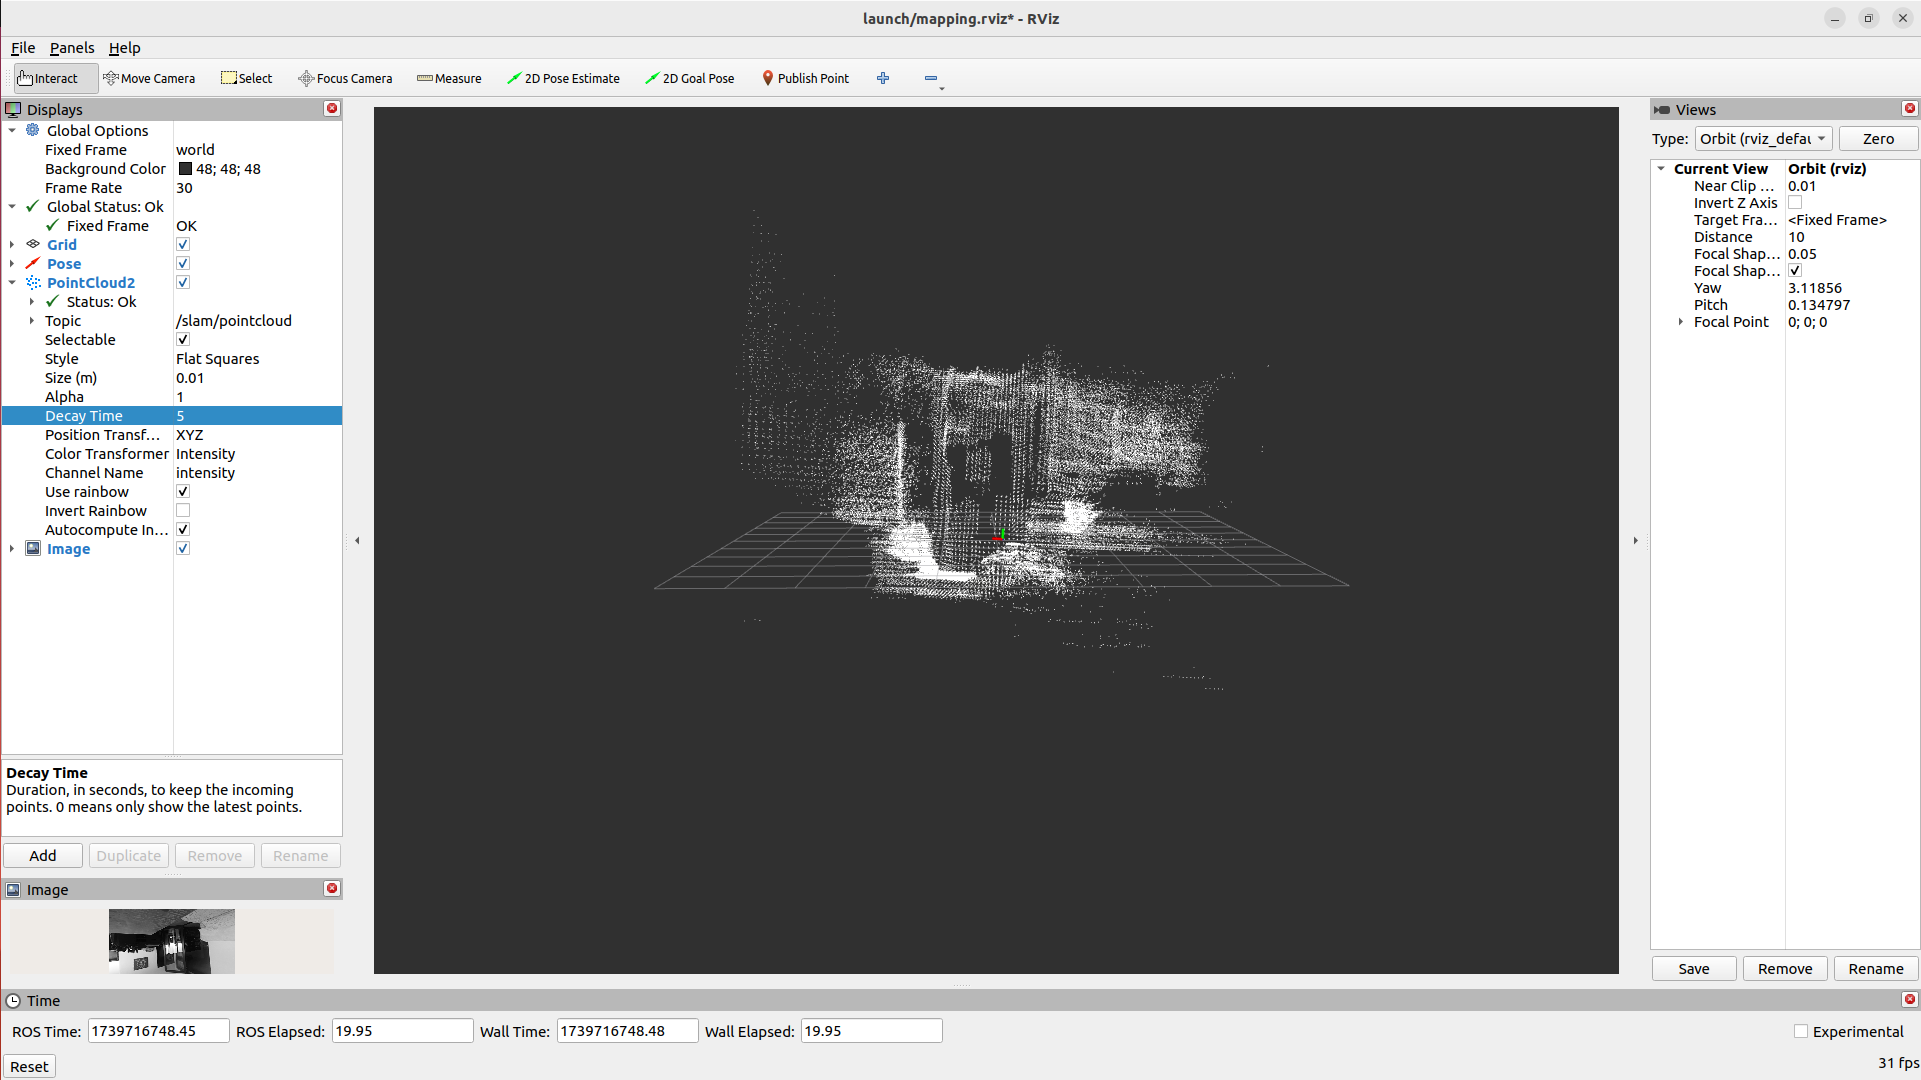 launch/mapping.rviz* - RViz
File Panels Help
Interact Move Camera Select Focus Camera Measure 2D Pose Estimate 2D Goal Pose Publish Point
Displays
Global Options
Fixed Frame world
Background Color 48; 48; 48
Frame Rate 30
Global Status: Ok
Fixed Frame OK
Grid
Pose
PointCloud2
Status: Ok
Topic /slam/pointcloud
Selectable
Style Flat Squares
Size (m) 0.01
Alpha 1
Decay Time 5
Position Transf... XYZ
Color Transformer Intensity
Channel Name intensity
Use rainbow
Invert Rainbow
Autocompute In...
Image
Decay Time
Duration, in seconds, to keep the incoming
points. 0 means only show the latest points.
Add Duplicate Remove Rename
Image
Views
Type: Orbit (rviz_defau Zero
Current View Orbit (rviz)
Near Clip ... 0.01
Invert Z Axis
Target Fra... <Fixed Frame>
Distance 10
Focal Shap... 0.05
Focal Shap...
Yaw 3.11856
Pitch 0.134797
Focal Point 0; 0; 0
Save Remove Rename
Time
ROS Time: 1739716748.45 ROS Elapsed: 19.95 Wall Time: 1739716748.48 Wall Elapsed: 19.95 Experimental
Reset 31 fps